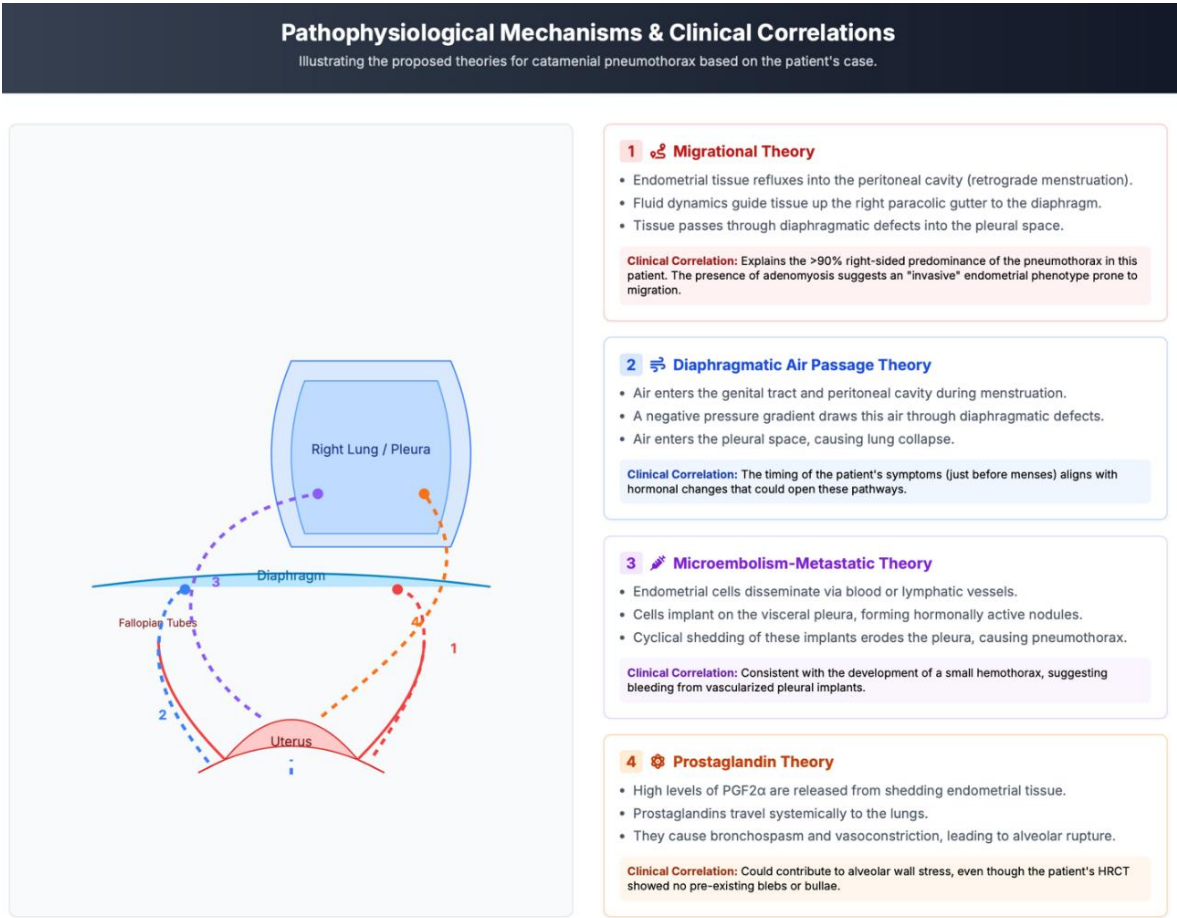 Pathophysiological Mechanisms & Clinical Correlations
Illustrating the proposed theories for catamenial pneumothorax based on the patient's case.
Right Lung / Pleura
Diaphragm
3
Fallopian Tubes
4
1
2
Uterus
1 Migrational Theory
• Endometrial tissue refluxes into the peritoneal cavity (retrograde menstruation).
• Fluid dynamics guide tissue up the right paracolic gutter to the diaphragm.
• Tissue passes through diaphragmatic defects into the pleural space.
Clinical Correlation: Explains the >90% right-sided predominance of the pneumothorax in this
patient. The presence of adenomyosis suggests an "invasive" endometrial phenotype prone to
migration.
2 Diaphragmatic Air Passage Theory
• Air enters the genital tract and peritoneal cavity during menstruation.
• A negative pressure gradient draws this air through diaphragmatic defects.
• Air enters the pleural space, causing lung collapse.
Clinical Correlation: The timing of the patient's symptoms (just before menses) aligns with
hormonal changes that could open these pathways.
3 Microembolism-Metastatic Theory
• Endometrial cells disseminate via blood or lymphatic vessels.
• Cells implant on the visceral pleura, forming hormonally active nodules.
• Cyclical shedding of these implants erodes the pleura, causing pneumothorax.
Clinical Correlation: Consistent with the development of a small hemothorax, suggesting
bleeding from vascularized pleural implants.
4 Prostaglandin Theory
• High levels of PGF2α are released from shedding endometrial tissue.
• Prostaglandins travel systemically to the lungs.
• They cause bronchospasm and vasoconstriction, leading to alveolar rupture.
Clinical Correlation: Could contribute to alveolar wall stress, even though the patient's HRCT
showed no pre-existing blebs or bullae.